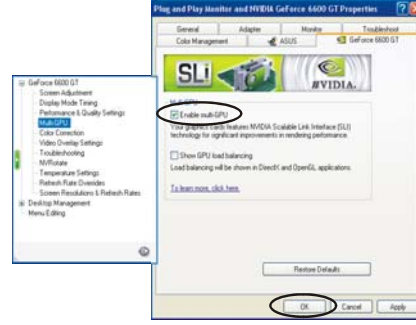 GeForce 6600 GT
Screen Adjustment
Display Mode Timing
Performance & Quality Settings
Multi-GPU
Color Correction
Video Overlay Settings
Troubleshooting
NVRotate
Temperature Settings
Refresh Rate Overrides
Screen Resolutions & Refresh Rates
Desktop Management
Menu Editing
Plug and Play Monitor and NVIDIA GeForce 6600 GT Properties
General Adapter Monitor Troubleshoot
Color Management ASUS GeForce 6600 GT
SLI
NVIDIA.
Enable multi-GPU
Your graphics cards features NVIDIA Scalable Link Interface (SLI)
technology for significant improvements in rendering performance.
Show GPU load balancing
Load balancing will be shown in Direct3D and OpenGL applications.
To learn more, click here.
Restore Defaults
OK Cancel Apply